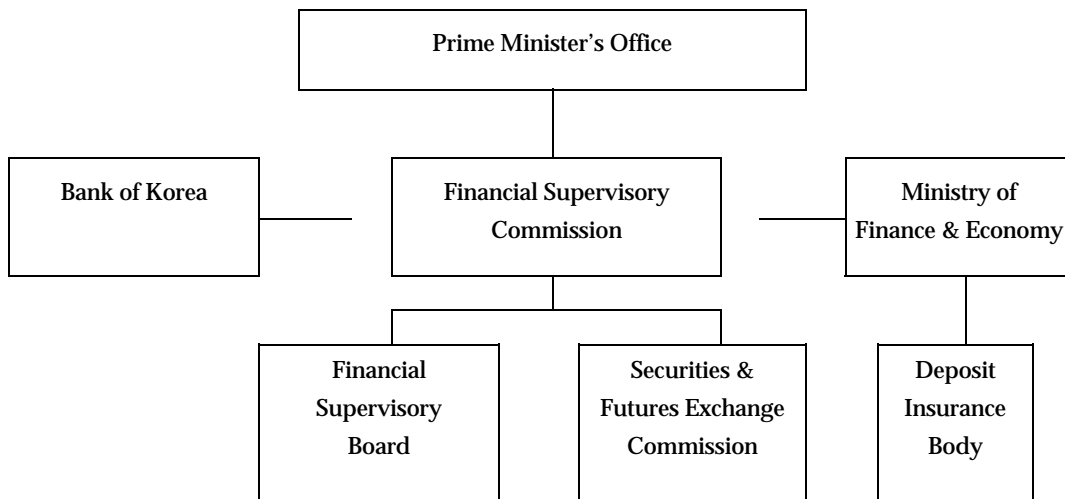 Prime Minister’s Office
Bank of Korea
Financial Supervisory
Commission
Ministry of
Finance & Economy
Financial
Supervisory
Board
Securities &
Futures Exchange
Commission
Deposit
Insurance
Body